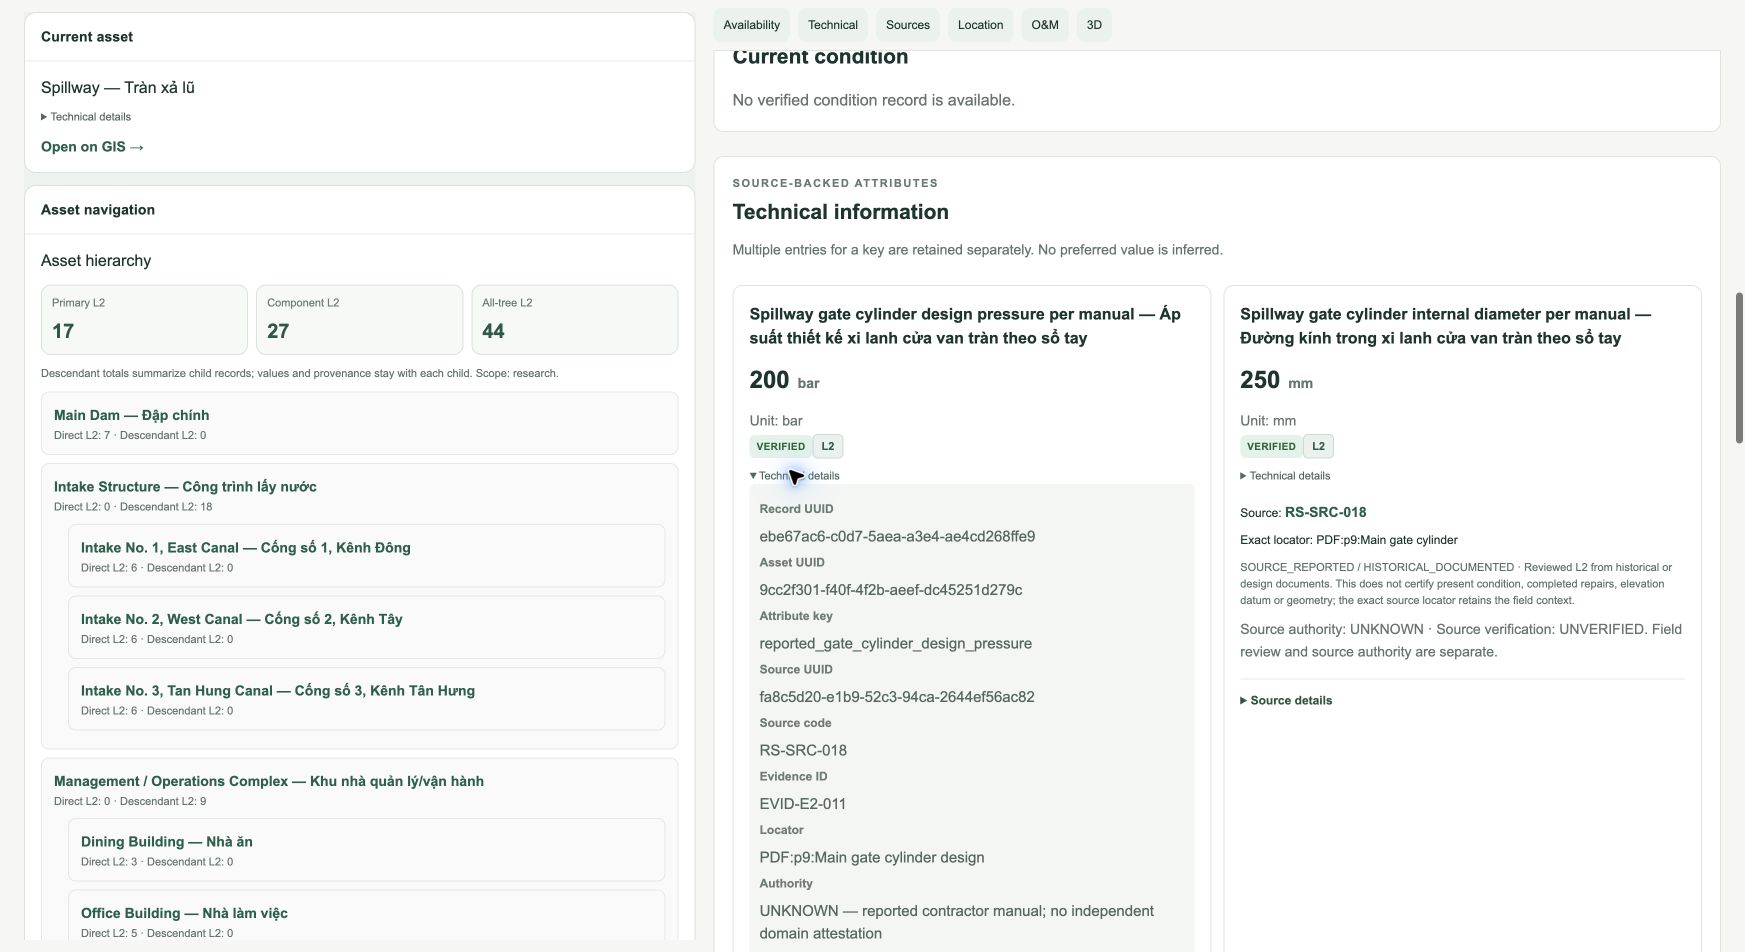 Current asset
Spillway — Tràn xả lũ
▶ Technical details
Open on GIS →
Asset navigation
Asset hierarchy
Primary L2
17
Component L2
27
All-tree L2
44
Descendant totals summarize child records; values and provenance stay with each child. Scope: research.
Main Dam — Đập chính
Direct L2: 7 · Descendant L2: 0
Intake Structure — Công trình lấy nước
Direct L2: 0 · Descendant L2: 18
Intake No. 1, East Canal — Cống số 1, Kênh Đông
Direct L2: 6 · Descendant L2: 0
Intake No. 2, West Canal — Cống số 2, Kênh Tây
Direct L2: 6 · Descendant L2: 0
Intake No. 3, Tan Hung Canal — Cống số 3, Kênh Tân Hưng
Direct L2: 6 · Descendant L2: 0
Management / Operations Complex — Khu nhà quản lý/vận hành
Direct L2: 0 · Descendant L2: 9
Dining Building — Nhà ăn
Direct L2: 3 · Descendant L2: 0
Office Building — Nhà làm việc
Direct L2: 5 · Descendant L2: 0
Availability
Technical
Sources
Location
O&M
3D
Current condition
No verified condition record is available.
SOURCE-BACKED ATTRIBUTES
Technical information
Multiple entries for a key are retained separately. No preferred value is inferred.
Spillway gate cylinder design pressure per manual — Áp
suất thiết kế xi lanh cửa van tràn theo sổ tay
200 bar
Unit: bar
VERIFIED L2
▼ Technical details
Record UUID
ebe67ac6-c0d7-5aea-a3e4-ae4cd268ffe9
Asset UUID
9cc2f301-f40f-4f2b-aeef-dc45251d279c
Attribute key
reported_gate_cylinder_design_pressure
Source UUID
fa8c5d20-e1b9-52c3-94ca-2644ef56ac82
Source code
RS-SRC-018
Evidence ID
EVID-E2-011
Locator
PDF:p9:Main gate cylinder design
Authority
UNKNOWN — reported contractor manual; no independent
domain attestation
Spillway gate cylinder internal diameter per manual —
Đường kính trong xi lanh cửa van tràn theo sổ tay
250 mm
Unit: mm
VERIFIED L2
▶ Technical details
Source: RS-SRC-018
Exact locator: PDF:p9:Main gate cylinder
SOURCE_REPORTED / HISTORICAL_DOCUMENTED · Reviewed L2 from historical or
design documents. This does not certify present condition, completed repairs, elevation
datum or geometry; the exact source locator retains the field context.
Source authority: UNKNOWN · Source verification: UNVERIFIED. Field
review and source authority are separate.
▶ Source details